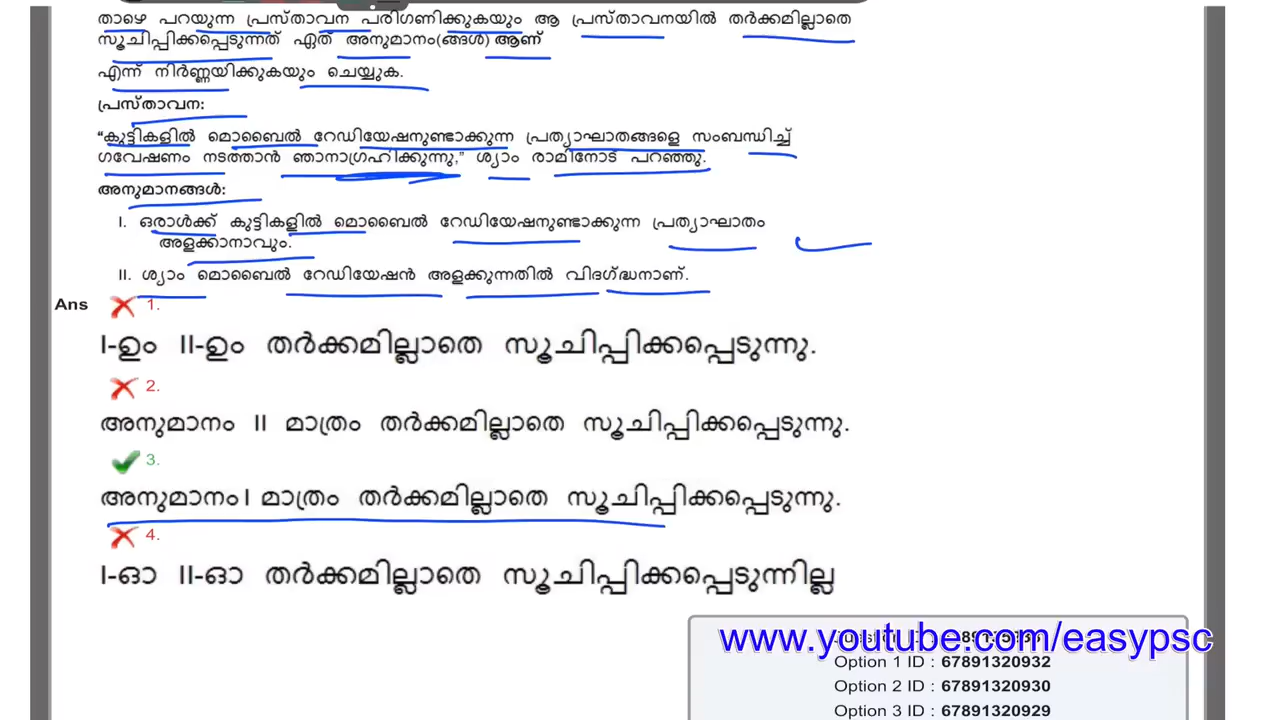 താഴെ പറയുന്ന പ്രസ്താവന പരിഗണിക്കുകയും ആ പ്രസ്താവനയിൽ തർക്കമില്ലാതെ
സൂചിപ്പിക്കപ്പെടുന്നത് ഏത് അനുമാനം(ങ്ങൾ) ആണ്
എന്ന് നിർണ്ണയിക്കുകയും ചെയ്യുക.
പ്രസ്താവന:
“കുട്ടികളിൽ മൊബൈൽ റേഡിയേഷനുണ്ടാക്കുന്ന പ്രത്യാഘാതങ്ങളെ സംബന്ധിച്ച്
ഗവേഷണം നടത്താൻ ഞാനാഗ്രഹിക്കുന്നു,” ശ്യാം രാമിനോട് പറഞ്ഞു.
അനുമാനങ്ങൾ:
I. ഒരാൾക്ക് കുട്ടികളിൽ മൊബൈൽ റേഡിയേഷനുണ്ടാക്കുന്ന പ്രത്യാഘാതം
അളക്കാനാവും.
II. ശ്യാം മൊബൈൽ റേഡിയേഷൻ അളക്കുന്നതിൽ വിദഗ്ദ്ധനാണ്.
Ans 1.
I-ഉം II-ഉം തർക്കമില്ലാതെ സൂചിപ്പിക്കപ്പെടുന്നു.
2.
അനുമാനം II മാത്രം തർക്കമില്ലാതെ സൂചിപ്പിക്കപ്പെടുന്നു.
3.
അനുമാനം I മാത്രം തർക്കമില്ലാതെ സൂചിപ്പിക്കപ്പെടുന്നു.
4.
I-ഓ II-ഓ തർക്കമില്ലാതെ സൂചിപ്പിക്കപ്പെടുന്നില്ല
www.youtube.com/easypsc
Option 1 ID : 67891320932
Option 2 ID : 67891320930
Option 3 ID : 67891320929